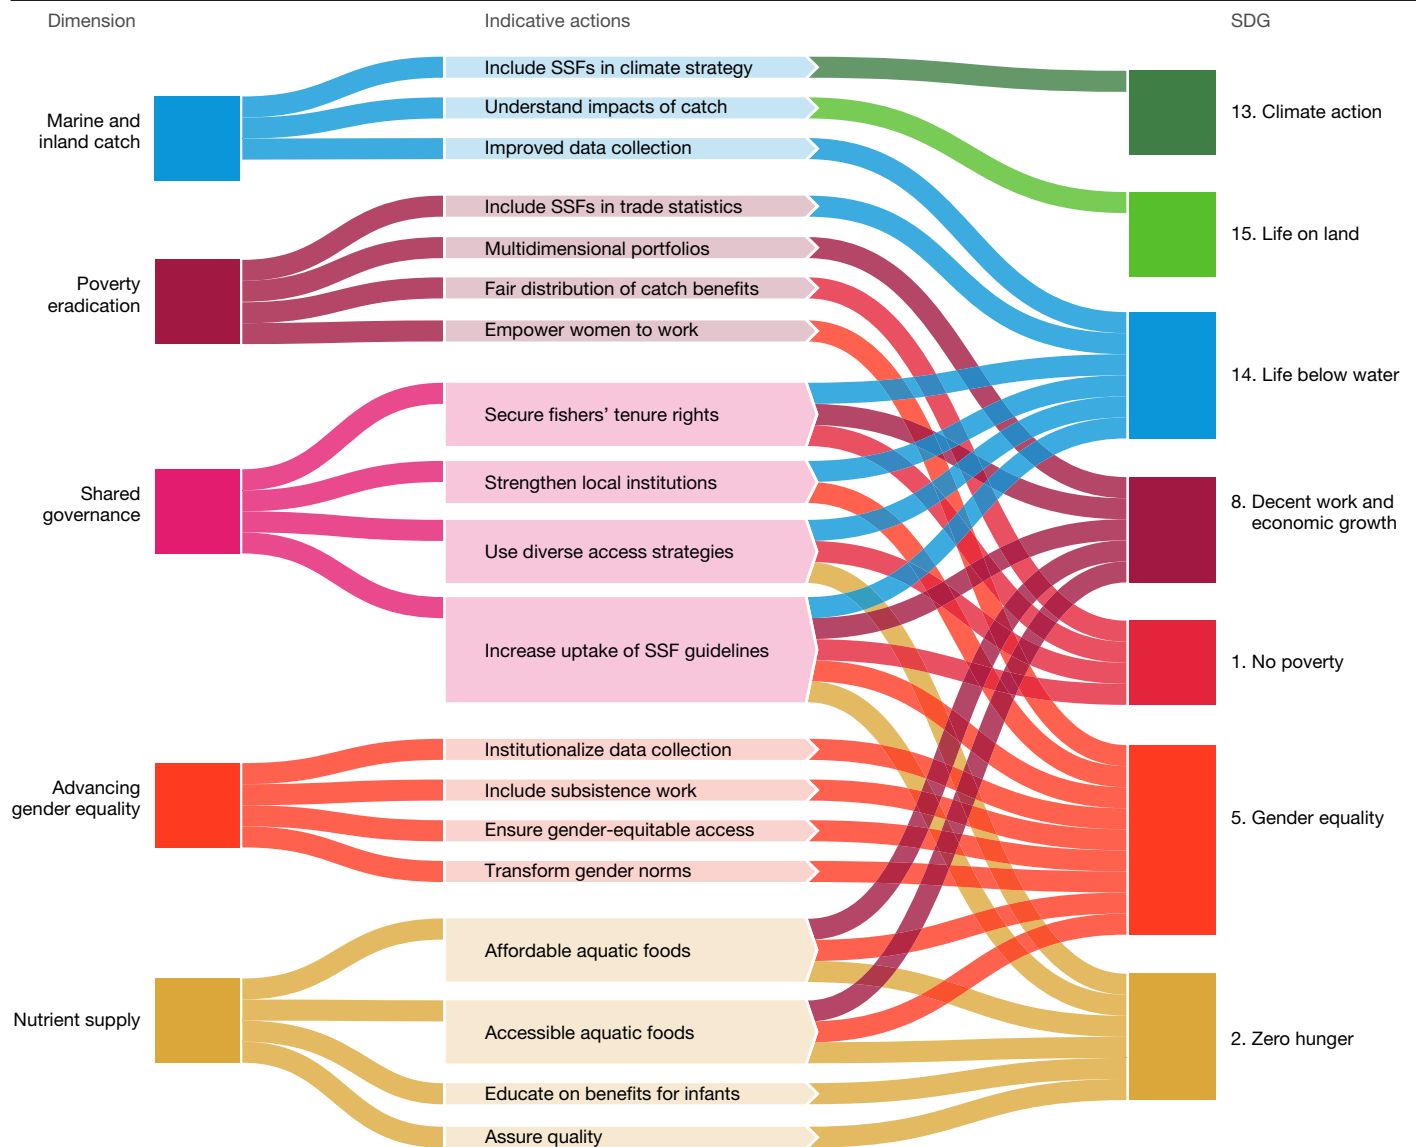 Dimension
Indicative actions
SDG
Marine and
inland catch
Poverty
eradication
Shared
governance
Advancing
gender equality
Nutrient supply
Include SSFs in climate strategy
Understand impacts of catch
Improved data collection
Include SSFs in trade statistics
Multidimensional portfolios
Fair distribution of catch benefits
Empower women to work
Secure fishers’ tenure rights
Strengthen local institutions
Use diverse access strategies
Increase uptake of SSF guidelines
Institutionalize data collection
Include subsistence work
Ensure gender-equitable access
Transform gender norms
Affordable aquatic foods
Accessible aquatic foods
Educate on benefits for infants
Assure quality
13. Climate action
15. Life on land
14. Life below water
8. Decent work and
economic growth
1. No poverty
5. Gender equality
2. Zero hunger